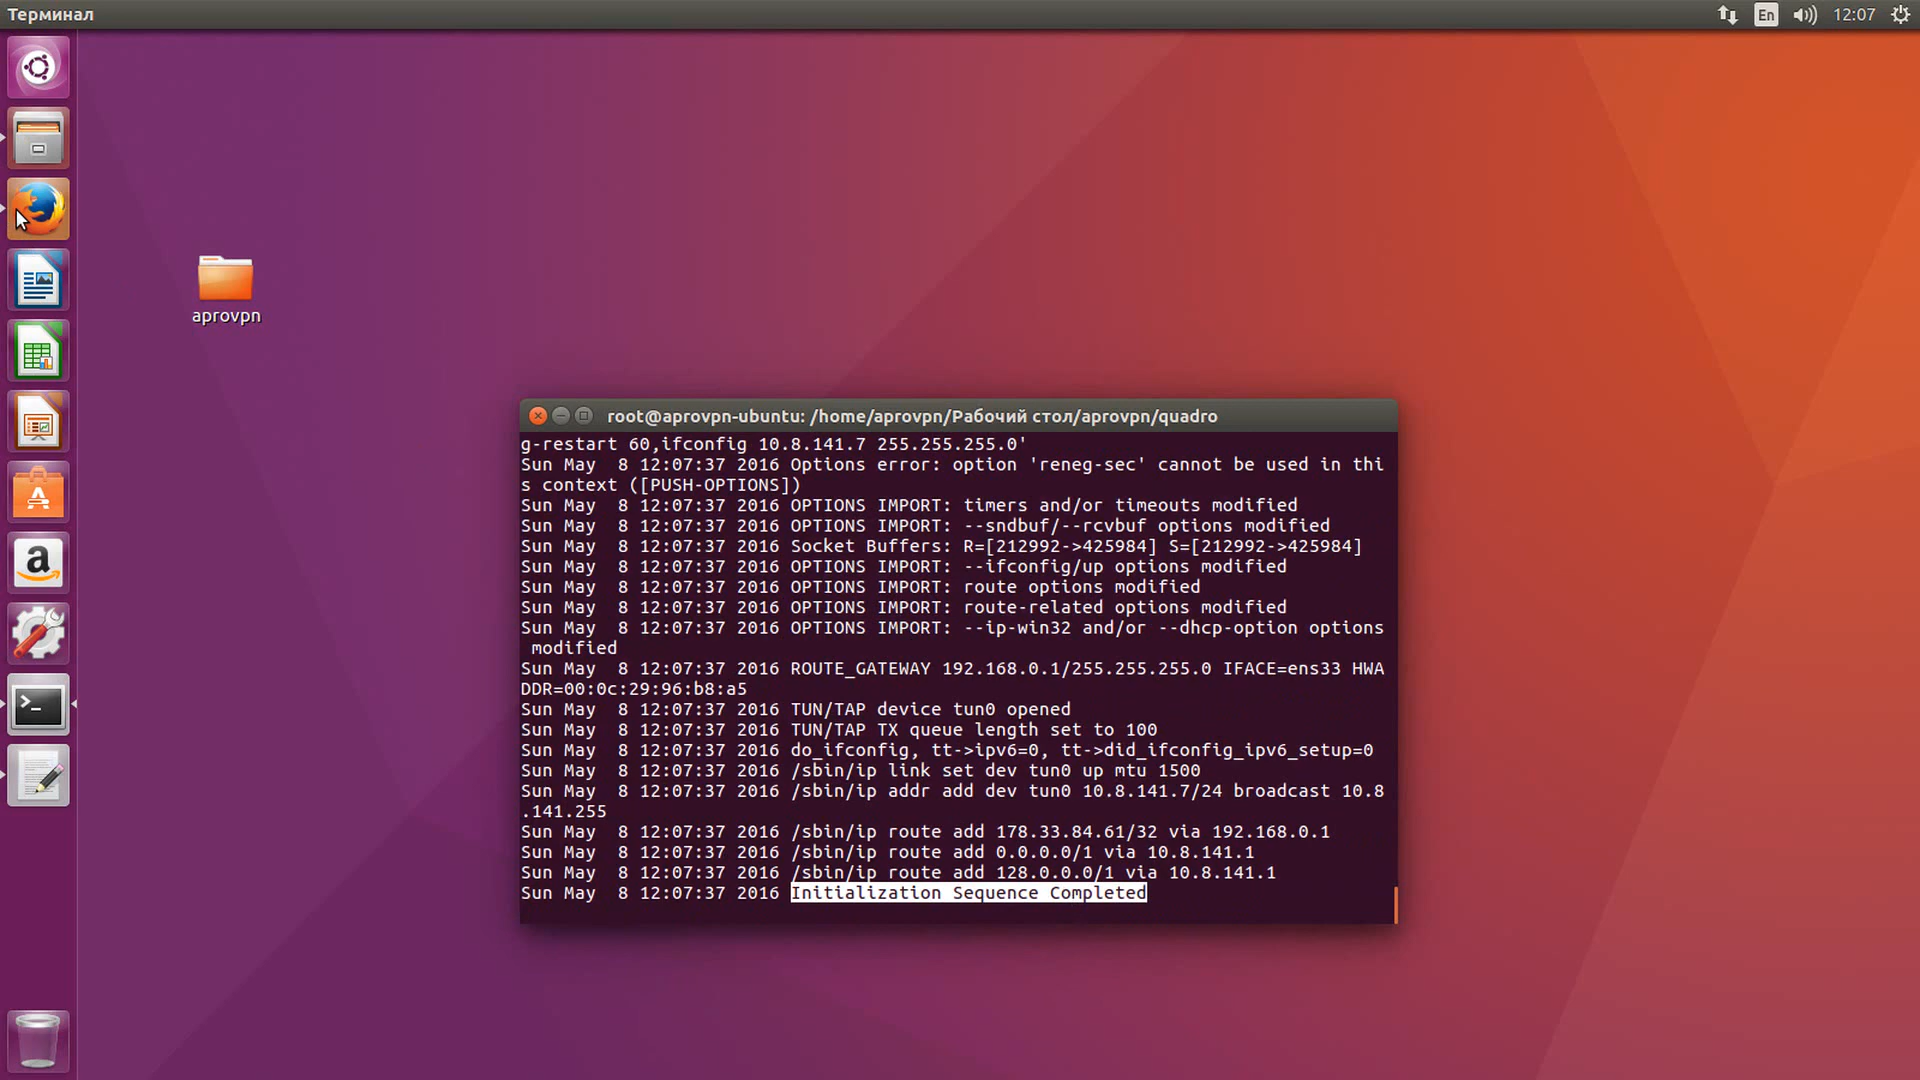 Терминал
En
12:07
aprovpn
root@aprovpn-ubuntu: /home/aprovpn/Рабочий стол/aprovpn/quadro
g-restart 60,ifconfig 10.8.141.7 255.255.255.0'
Sun May  8 12:07:37 2016 Options error: option 'reneg-sec' cannot be used in thi
s context ([PUSH-OPTIONS])
Sun May  8 12:07:37 2016 OPTIONS IMPORT: timers and/or timeouts modified
Sun May  8 12:07:37 2016 OPTIONS IMPORT: --sndbuf/--rcvbuf options modified
Sun May  8 12:07:37 2016 Socket Buffers: R=[212992->425984] S=[212992->425984]
Sun May  8 12:07:37 2016 OPTIONS IMPORT: --ifconfig/up options modified
Sun May  8 12:07:37 2016 OPTIONS IMPORT: route options modified
Sun May  8 12:07:37 2016 OPTIONS IMPORT: route-related options modified
Sun May  8 12:07:37 2016 OPTIONS IMPORT: --ip-win32 and/or --dhcp-option options
 modified
Sun May  8 12:07:37 2016 ROUTE_GATEWAY 192.168.0.1/255.255.255.0 IFACE=ens33 HWA
DDR=00:0c:29:96:b8:a5
Sun May  8 12:07:37 2016 TUN/TAP device tun0 opened
Sun May  8 12:07:37 2016 TUN/TAP TX queue length set to 100
Sun May  8 12:07:37 2016 do_ifconfig, tt->ipv6=0, tt->did_ifconfig_ipv6_setup=0
Sun May  8 12:07:37 2016 /sbin/ip link set dev tun0 up mtu 1500
Sun May  8 12:07:37 2016 /sbin/ip addr add dev tun0 10.8.141.7/24 broadcast 10.8
.141.255
Sun May  8 12:07:37 2016 /sbin/ip route add 178.33.84.61/32 via 192.168.0.1
Sun May  8 12:07:37 2016 /sbin/ip route add 0.0.0.0/1 via 10.8.141.1
Sun May  8 12:07:37 2016 /sbin/ip route add 128.0.0.0/1 via 10.8.141.1
Sun May  8 12:07:37 2016 Initialization Sequence Completed